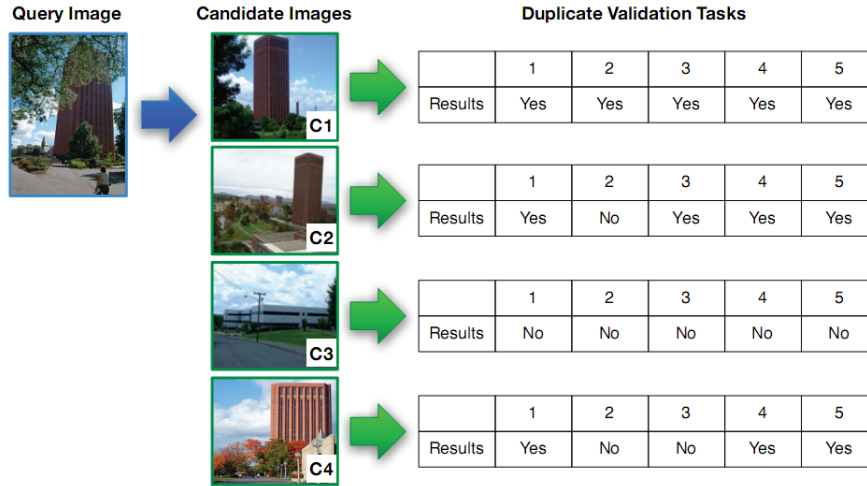 Query Image Candidate Images Duplicate Validation Tasks
1 2 3 4 5
Results Yes Yes Yes Yes Yes
C1
1 2 3 4 5
Results Yes No Yes Yes Yes
C2
1 2 3 4 5
Results No No No No No
C3
1 2 3 4 5
Results Yes No No Yes Yes
C4